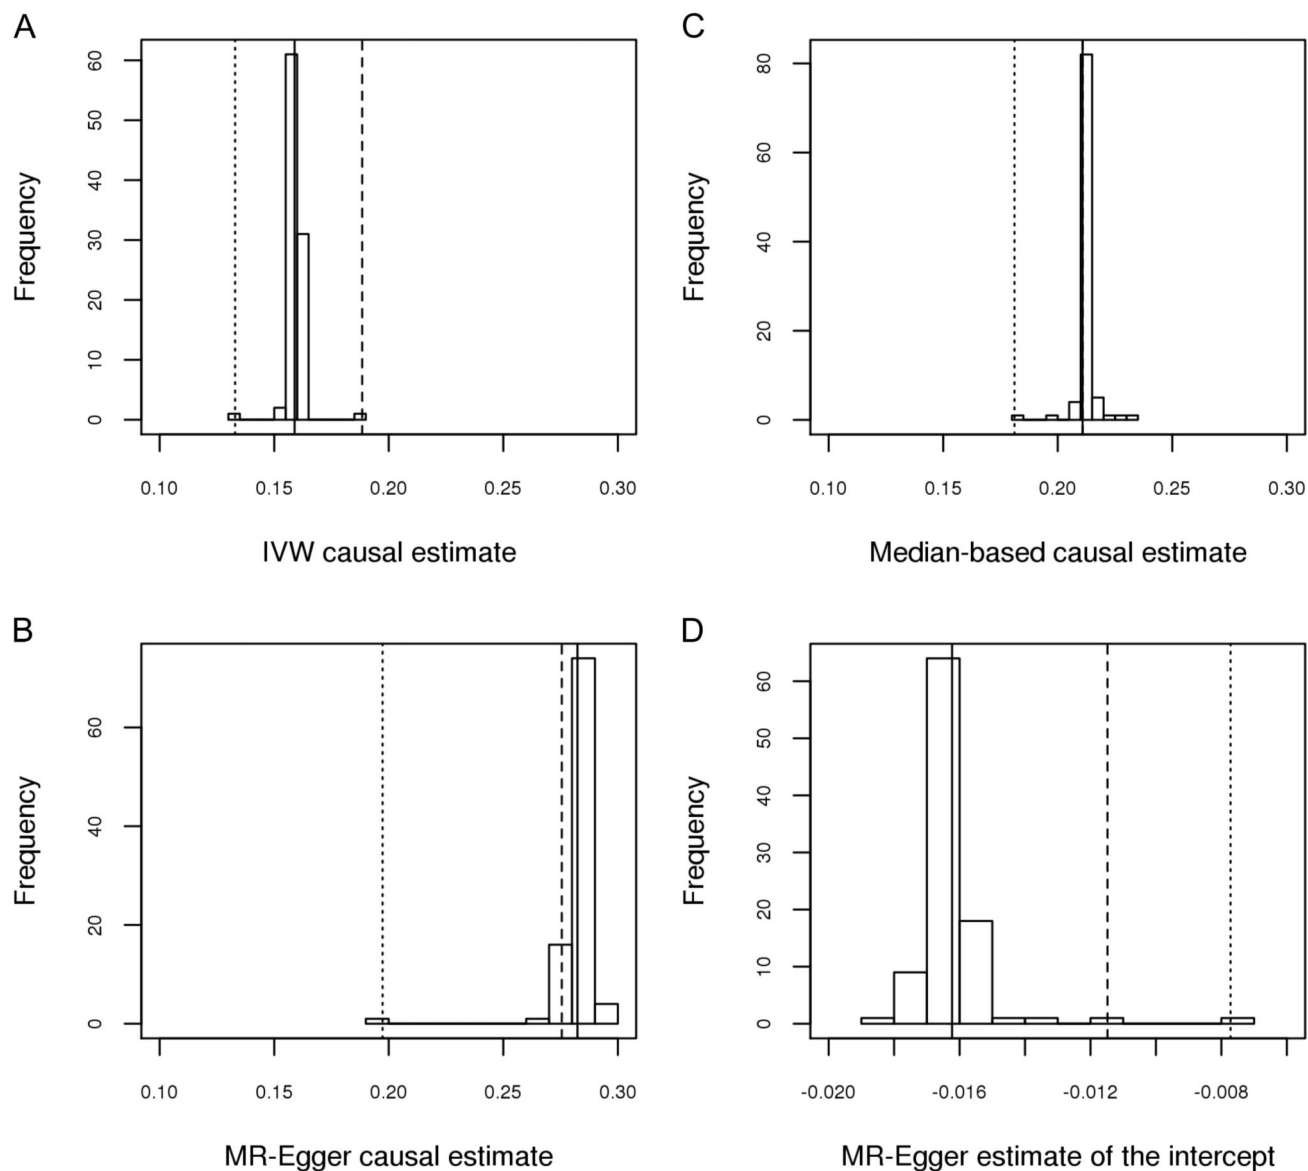 A
Frequency
0 10 20 30 40 50 60
0.10 0.15 0.20 0.25 0.30
IVW causal estimate
C
Frequency
0 20 40 60 80
0.10 0.15 0.20 0.25 0.30
Median-based causal estimate
B
Frequency
0 20 40 60
0.10 0.15 0.20 0.25 0.30
MR-Egger causal estimate
D
Frequency
0 10 20 30 40 50 60
-0.020 -0.016 -0.012 -0.008
MR-Egger estimate of the intercept